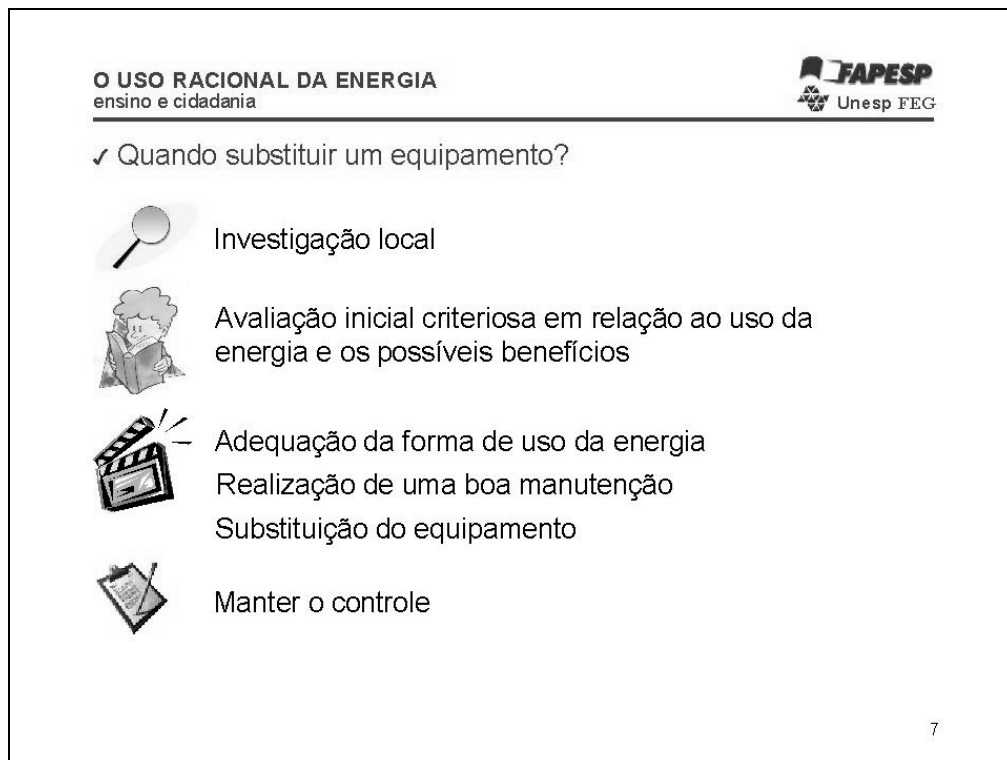 O USO RACIONAL DA ENERGIA
ensino e cidadania
FAPESP
Unesp FEG
✓ Quando substituir um equipamento?
Investigação local
Avaliação inicial criteriosa em relação ao uso da
energia e os possíveis benefícios
Adequação da forma de uso da energia
Realização de uma boa manutenção
Substituição do equipamento
Manter o controle
7